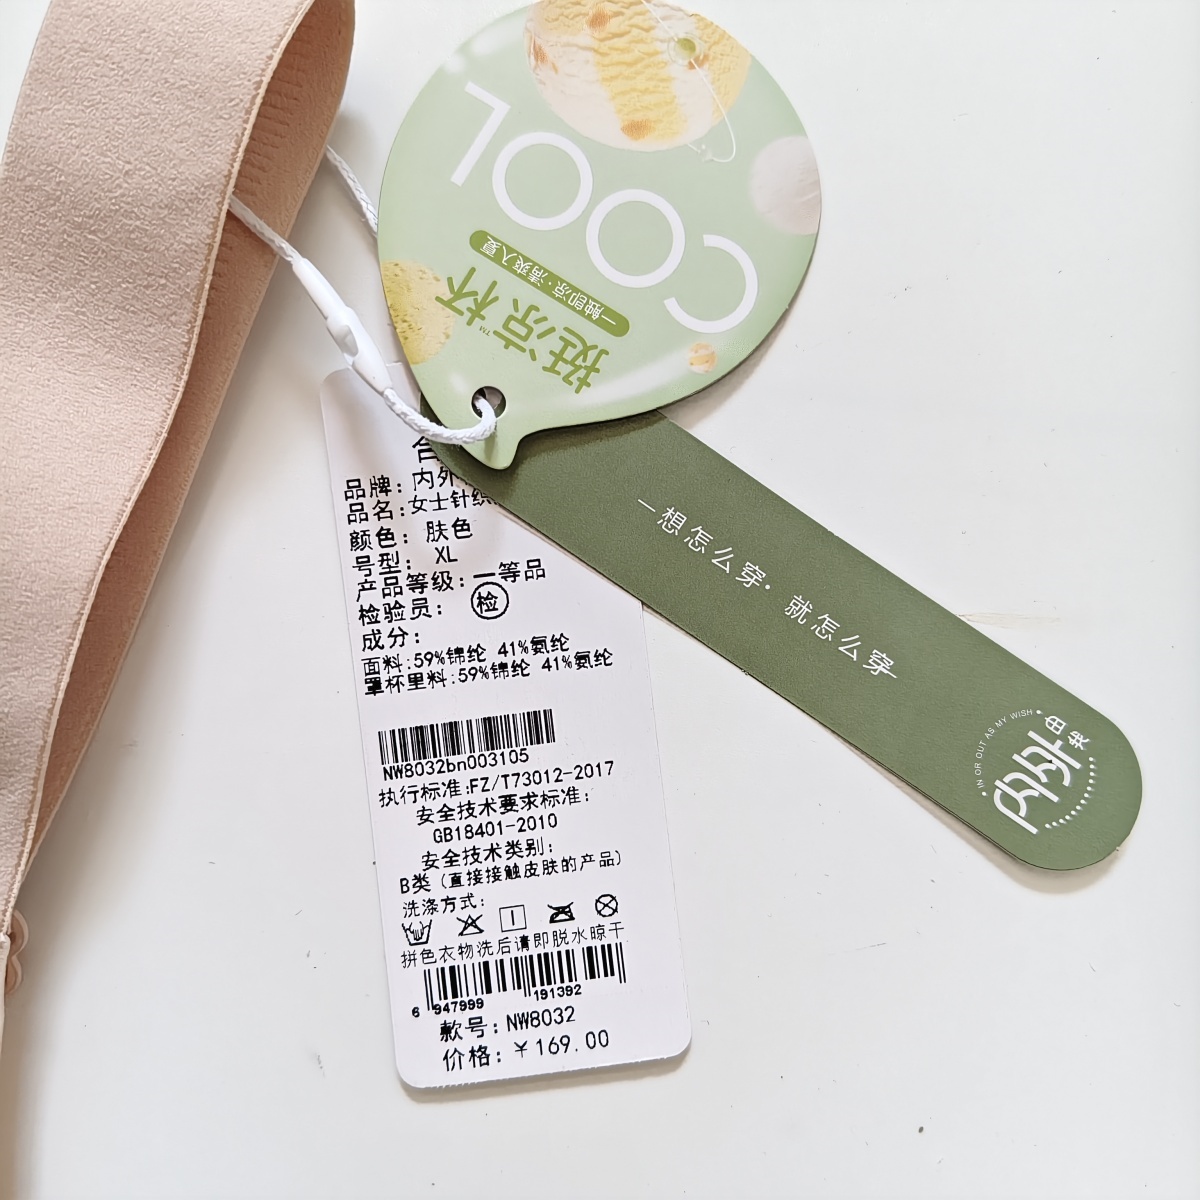 COOL
一触即凉·清爽入夏
挺凉杯™
一想怎么穿·就怎么穿
IN OR OUT AS MY WISH
内外
由我
品牌：内外
品名：女士针织
颜色：肤色
号型：XL
产品等级：一等品
检验员：检
成分：
面料:59%锦纶 41%氨纶
罩杯里料:59%锦纶 41%氨纶
NW8032bn003105
执行标准:FZ/T73012-2017
安全技术要求标准：
GB18401-2010
安全技术类别：
B类（直接接触皮肤的产品）
洗涤方式：
拼色衣物洗后请即脱水晾干
6 947999 191392
款号：NW8032
价格：￥169.00